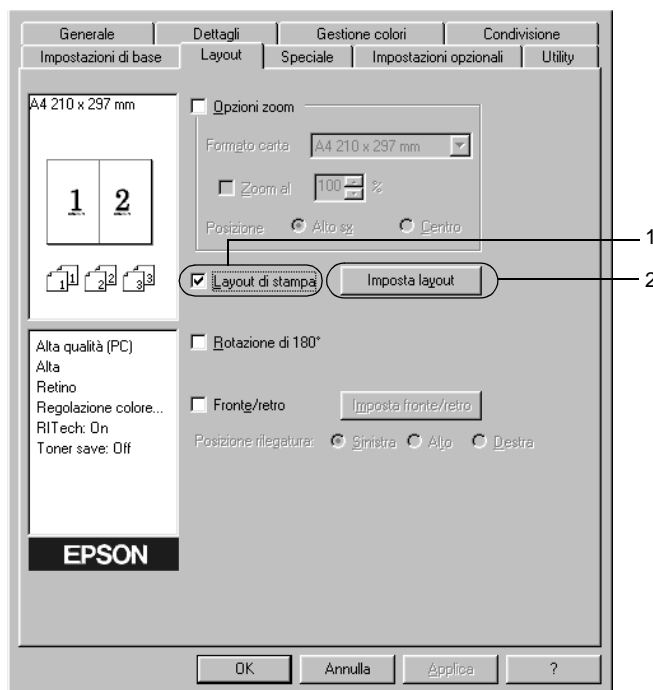 Generale Dettagli Gestione colori Condivisione
Impostazioni di base Layout Speciale Impostazioni opzionali Utility
A4 210 x 297 mm
1 2
1 1 2 2 3 3
Opzioni zoom
Formato carta A4 210 x 297 mm
Zoom al 100 %
Posizione Alto sx Centro
1
Layout di stampa Imposta layout
2
Alta qualità (PC)
Alta
Retino
Regolazione colore...
RITech: On
Toner save: Off
EPSON
Rotazione di 180°
Fronte/retro Imposta fronte/retro
Posizione rilegatura: Sinistra Alto Destra
OK Annulla Applica ?